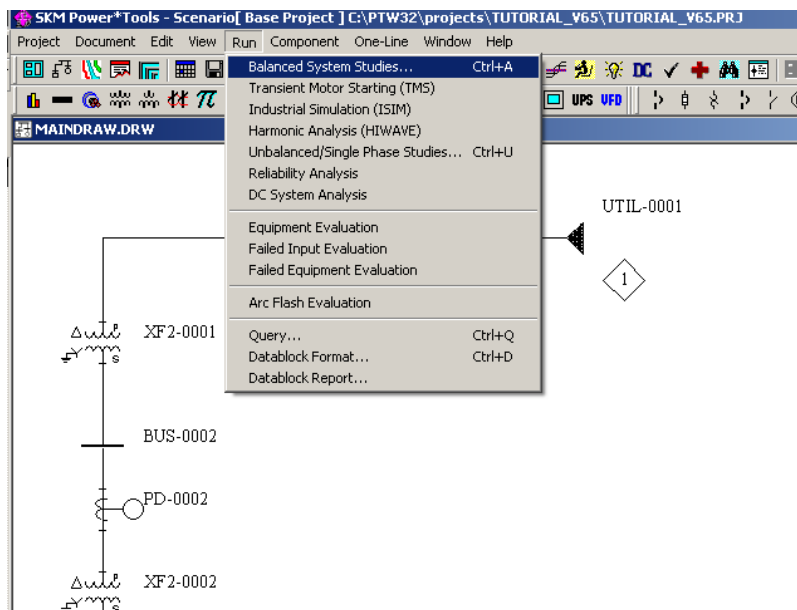 SKM Power*Tools - Scenario[ Base Project ] C:\PTW32\projects\TUTORIAL_V65\TUTORIAL_V65.PRJ
Project Document Edit View Run Component One-Line Window Help
DC
UPS VFD
MAINDRAW.DRW
Balanced System Studies... Ctrl+A
Transient Motor Starting (TMS)
Industrial Simulation (ISIM)
Harmonic Analysis (HIWAVE)
Unbalanced/Single Phase Studies... Ctrl+U
Reliability Analysis
DC System Analysis
Equipment Evaluation
Failed Input Evaluation
Failed Equipment Evaluation
Arc Flash Evaluation
Query... Ctrl+Q
Datablock Format... Ctrl+D
Datablock Report...
UTIL-0001
1
XF2-0001
S
BUS-0002
PD-0002
XF2-0002
S